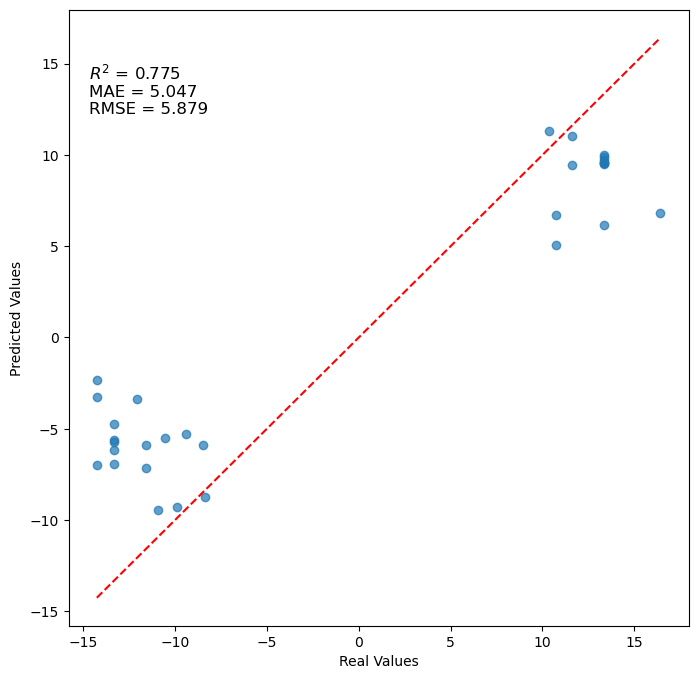 R² = 0.775
MAE = 5.047
RMSE = 5.879
15
10
5
0
−5
−10
−15
Predicted Values
−15 −10 −5 0 5 10 15
Real Values